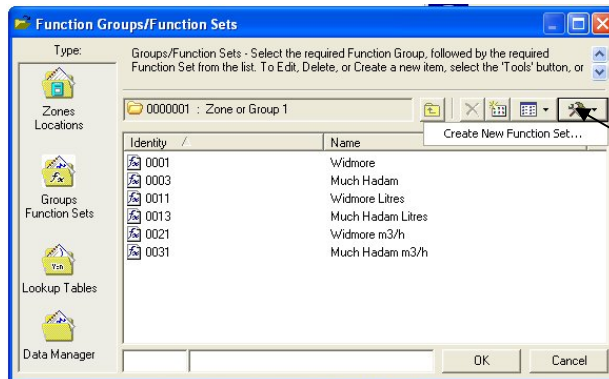 Function Groups/Function Sets
Type:
Groups/Function Sets - Select the required Function Group, followed by the required
Function Set from the list. To Edit, Delete, or Create a new item, select the 'Tools' button, or
Zones
Locations
Groups
Function Sets
Y=n
Lookup Tables
Data Manager
0000001 : Zone or Group 1
Create New Function Set...
Identity Name
0001 Widmore
0003 Much Hadam
0011 Widmore Litres
0013 Much Hadam Litres
0021 Widmore m3/h
0031 Much Hadam m3/h
OK Cancel